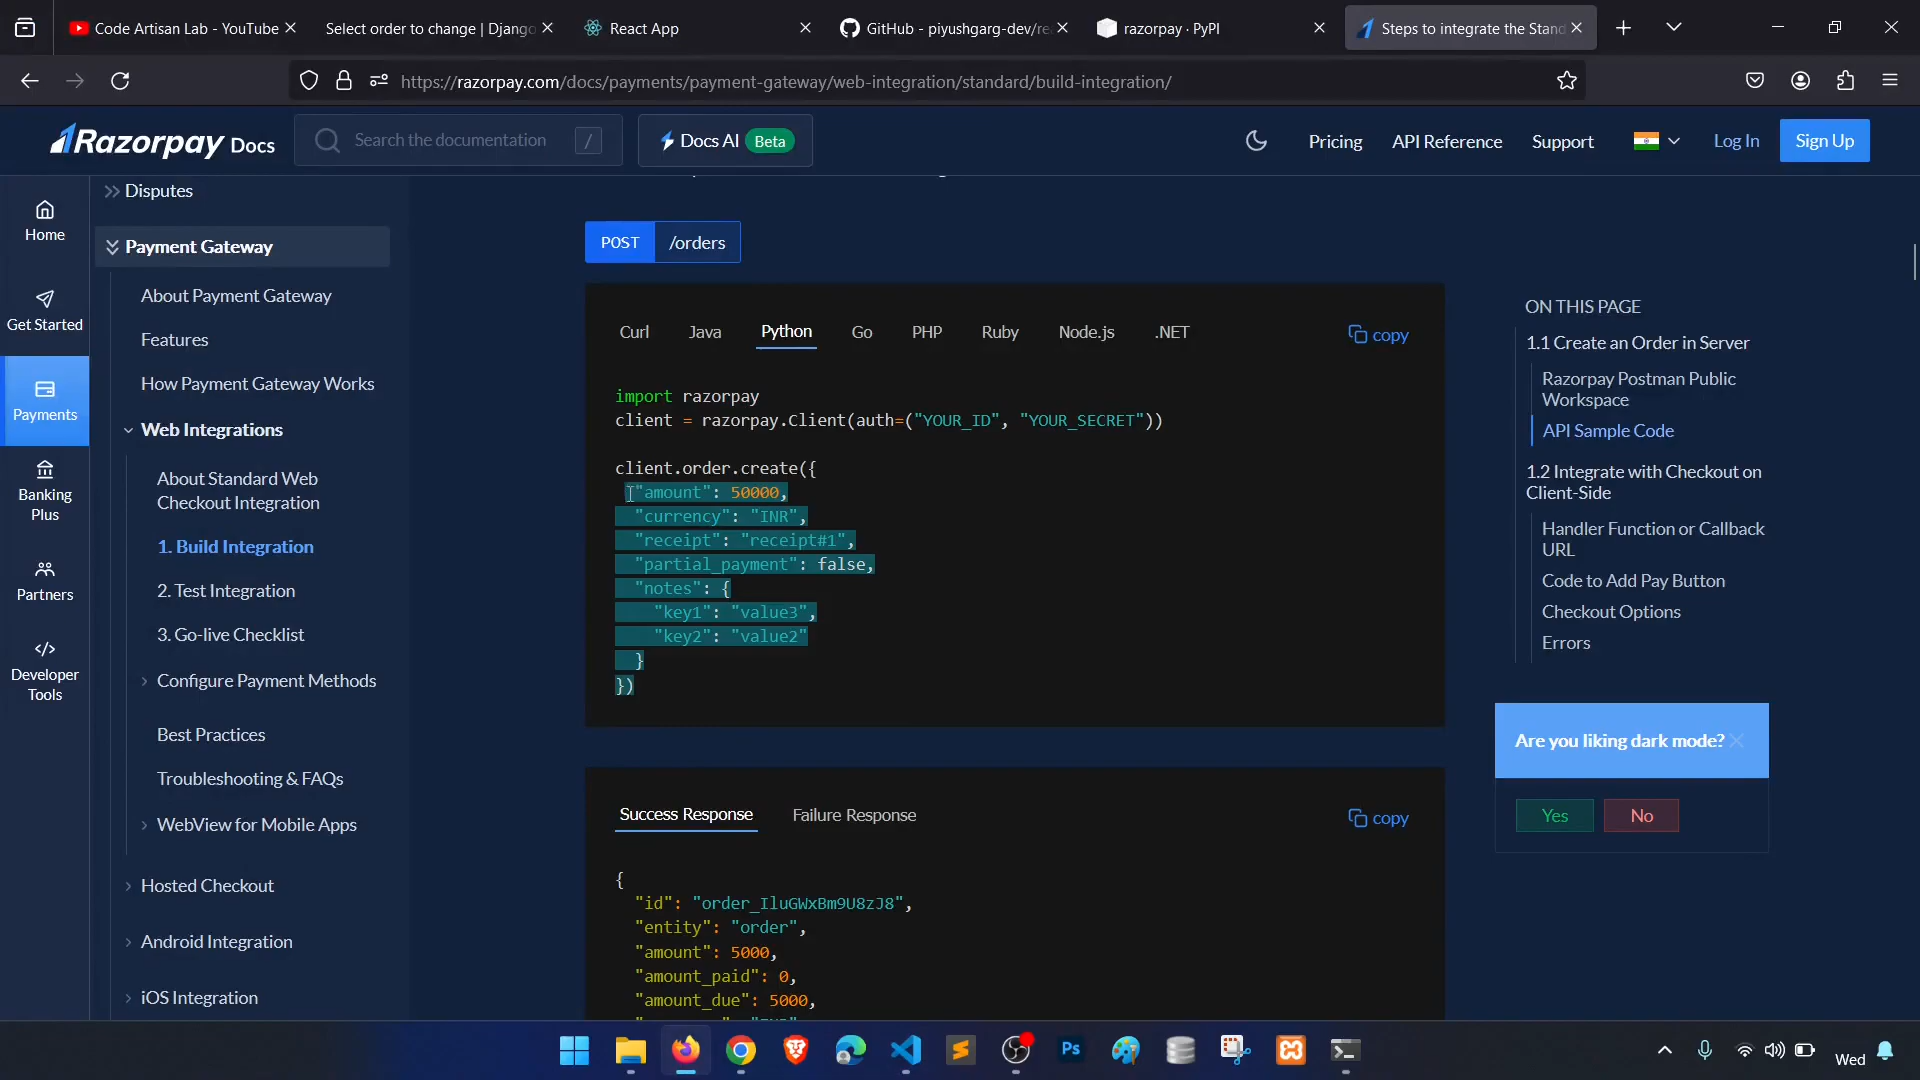 Code Artisan Lab - YouTube
Select order to change | Djang
React App
GitHub - piyushgarg-dev/re
razorpay · PyPI
Steps to integrate the Stand
https://razorpay.com/docs/payments/payment-gateway/web-integration/standard/build-integration/
Razorpay Docs
Search the documentation /
Docs AI Beta
Pricing
API Reference
Support
Log In
Sign Up
Home
Get Started
Payments
Banking Plus
Partners
Developer Tools
Disputes
Payment Gateway
About Payment Gateway
Features
How Payment Gateway Works
Web Integrations
About Standard Web
Checkout Integration
1. Build Integration
2. Test Integration
3. Go-live Checklist
Configure Payment Methods
Best Practices
Troubleshooting & FAQs
WebView for Mobile Apps
Hosted Checkout
Android Integration
iOS Integration
POST /orders
Curl Java Python Go PHP Ruby Node.js .NET copy
import razorpay
client = razorpay.Client(auth=("YOUR_ID", "YOUR_SECRET"))
client.order.create({
"amount": 50000,
"currency": "INR",
"receipt": "receipt#1",
"partial_payment": false,
"notes": {
"key1": "value3",
"key2": "value2"
}
})
Success Response Failure Response copy
{
"id": "order_IluGWxBm9U8zJ8",
"entity": "order",
"amount": 5000,
"amount_paid": 0,
"amount_due": 5000,
ON THIS PAGE
1.1 Create an Order in Server
Razorpay Postman Public
Workspace
API Sample Code
1.2 Integrate with Checkout on
Client-Side
Handler Function or Callback
URL
Code to Add Pay Button
Checkout Options
Errors
Are you liking dark mode?
Yes No
Ps
Wed